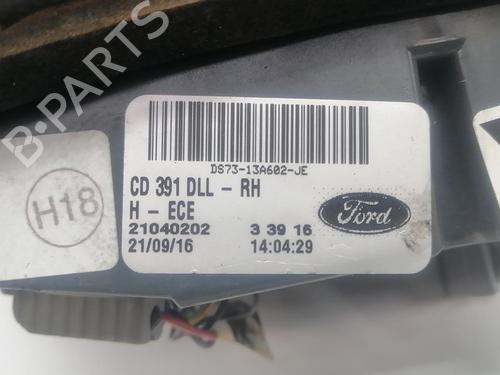 B-PARTS
DS73-13A602-JE
CD 391 DLL - RH
H - ECE
21040202 3 39 16
21/09/16 14:04:29
Ford
H18